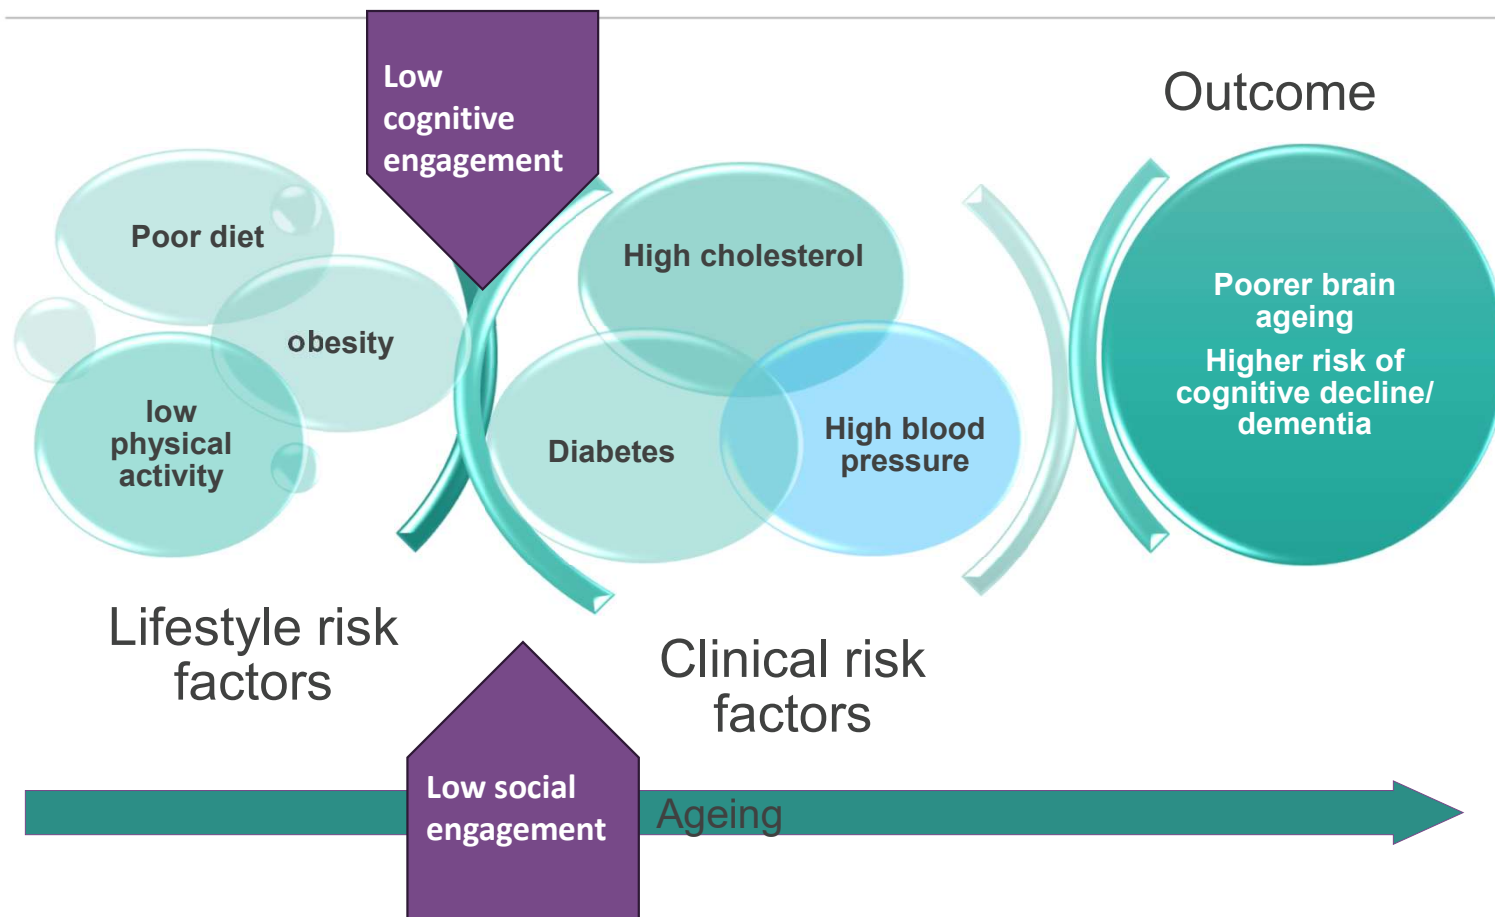 Low
cognitive
engagement
Outcome
Poor diet
obesity
low
physical
activity
High cholesterol
Diabetes
High blood
pressure
Poorer brain
ageing
Higher risk of
cognitive decline/
dementia
Lifestyle risk
factors
Clinical risk
factors
Low social
engagement
Ageing